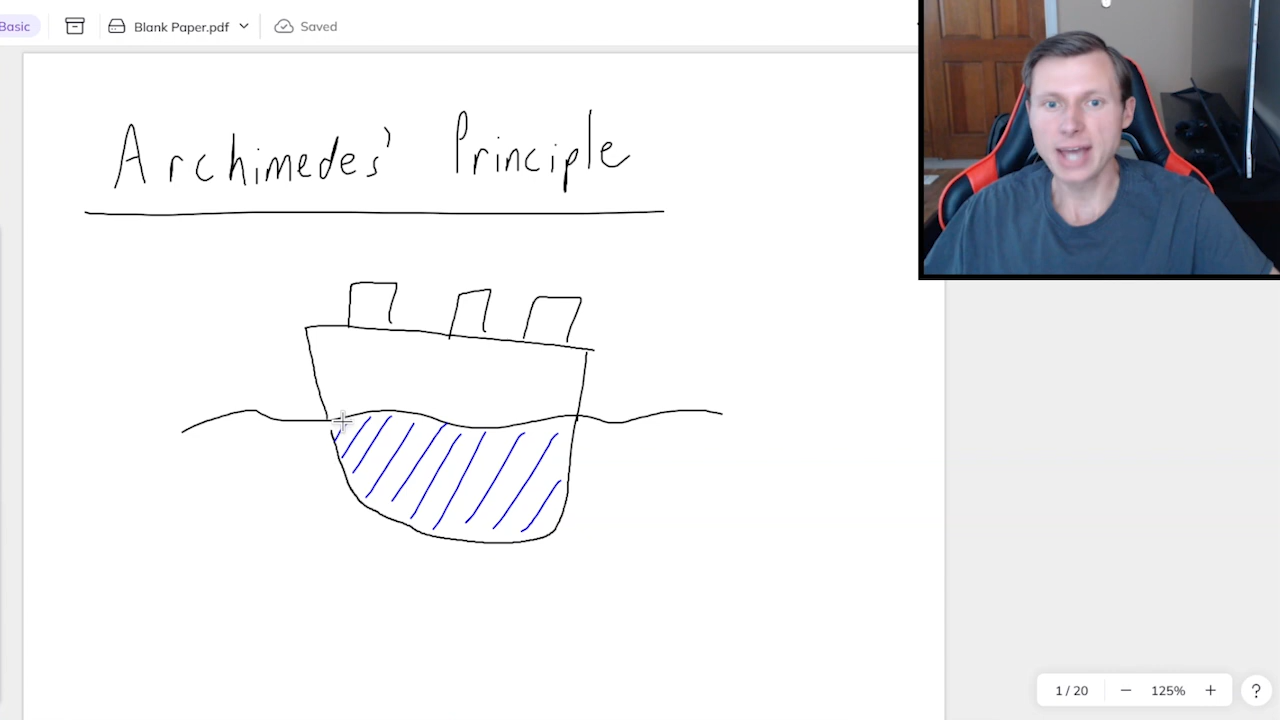 Basic
Blank Paper.pdf
Saved
Archimedes' Principle
1 / 20
125%
?